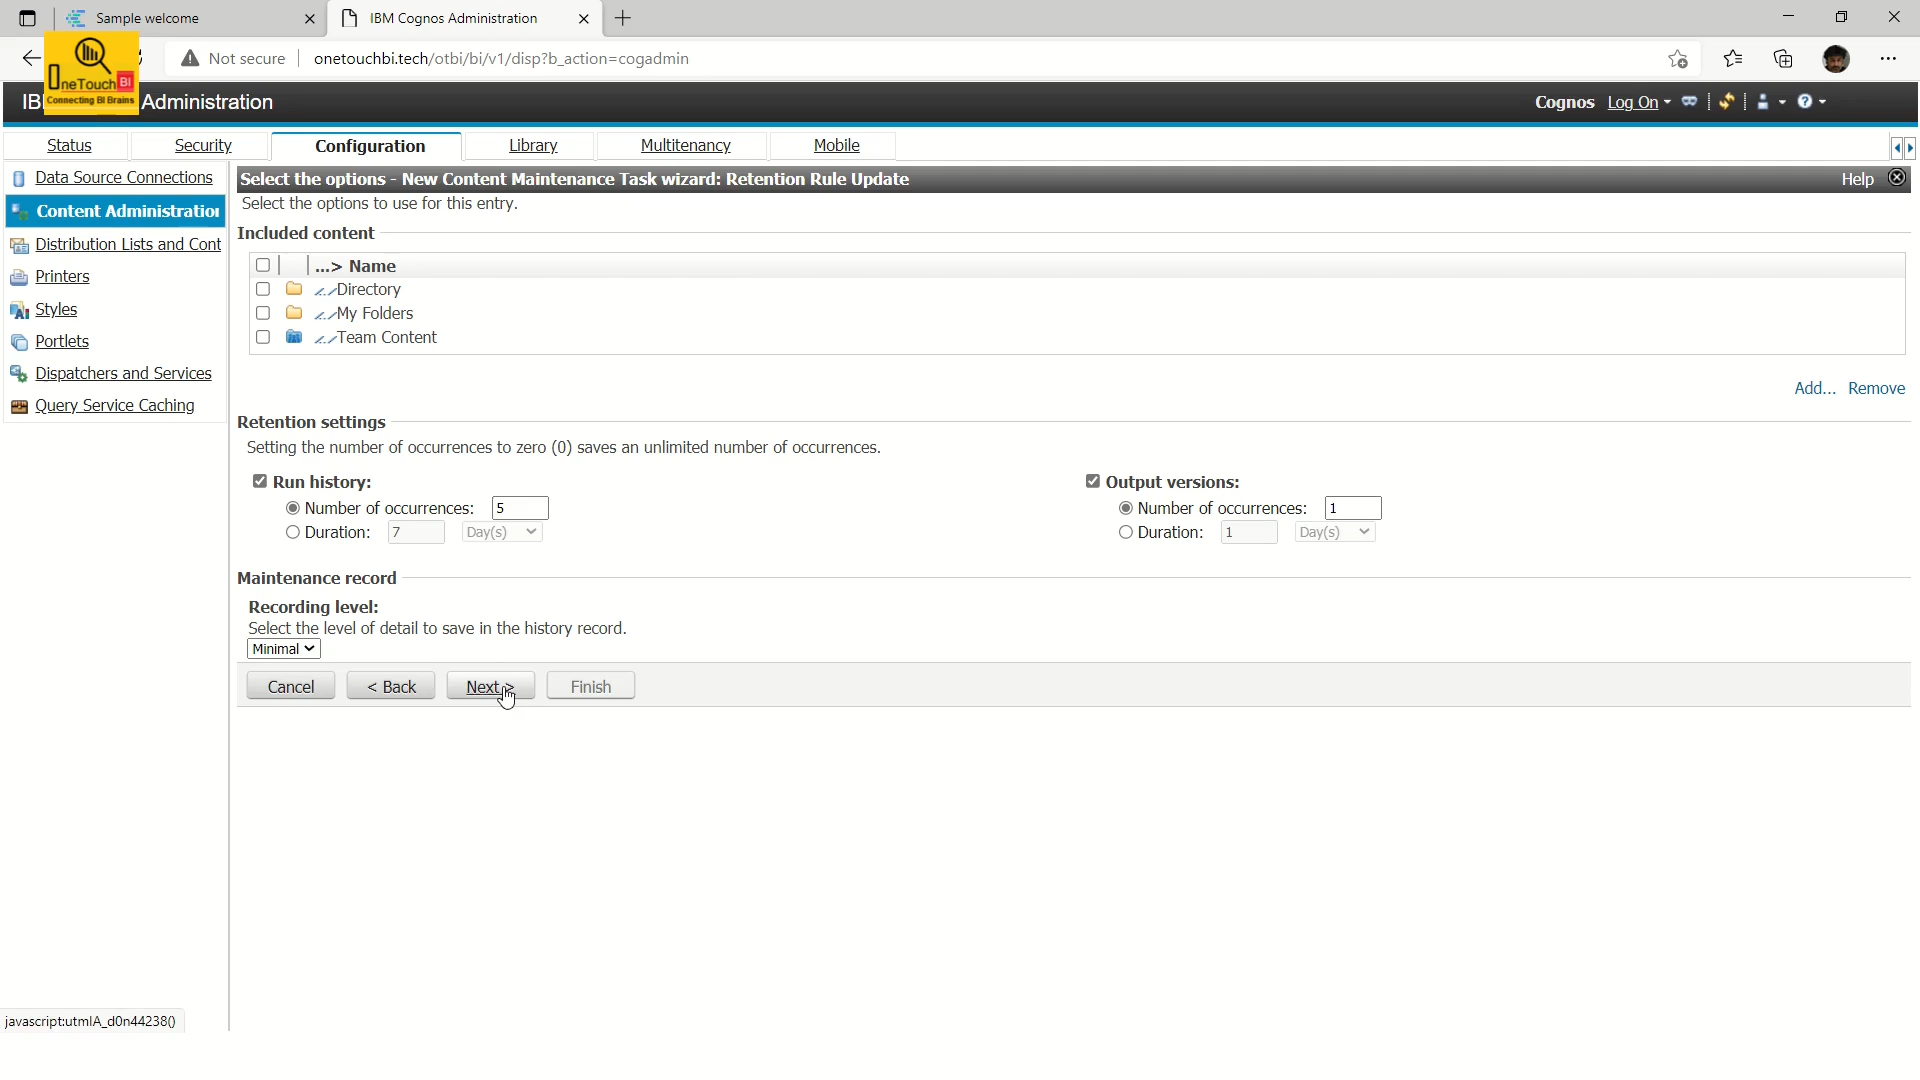 Sample welcome
IBM Cognos Administration
Not secure
onetouchbi.tech/otbi/bi/v1/disp?b_action=cogadmin
OneTouch BI
Connecting BI Brains
IB
Administration
Cognos Log On
Status
Security
Configuration
Library
Multitenancy
Mobile
Data Source Connections
Content Administration
Distribution Lists and Cont
Printers
Styles
Portlets
Dispatchers and Services
Query Service Caching
Select the options - New Content Maintenance Task wizard: Retention Rule Update
Help
Select the options to use for this entry.
Included content
...> Name
Directory
My Folders
Team Content
Add... Remove
Retention settings
Setting the number of occurrences to zero (0) saves an unlimited number of occurrences.
Run history:
Number of occurrences: 5
Duration: 7 Day(s)
Output versions:
Number of occurrences: 1
Duration: 1 Day(s)
Maintenance record
Recording level:
Select the level of detail to save in the history record.
Minimal
Cancel
< Back
Next >
Finish
javascript:utmlA_d0n44238()